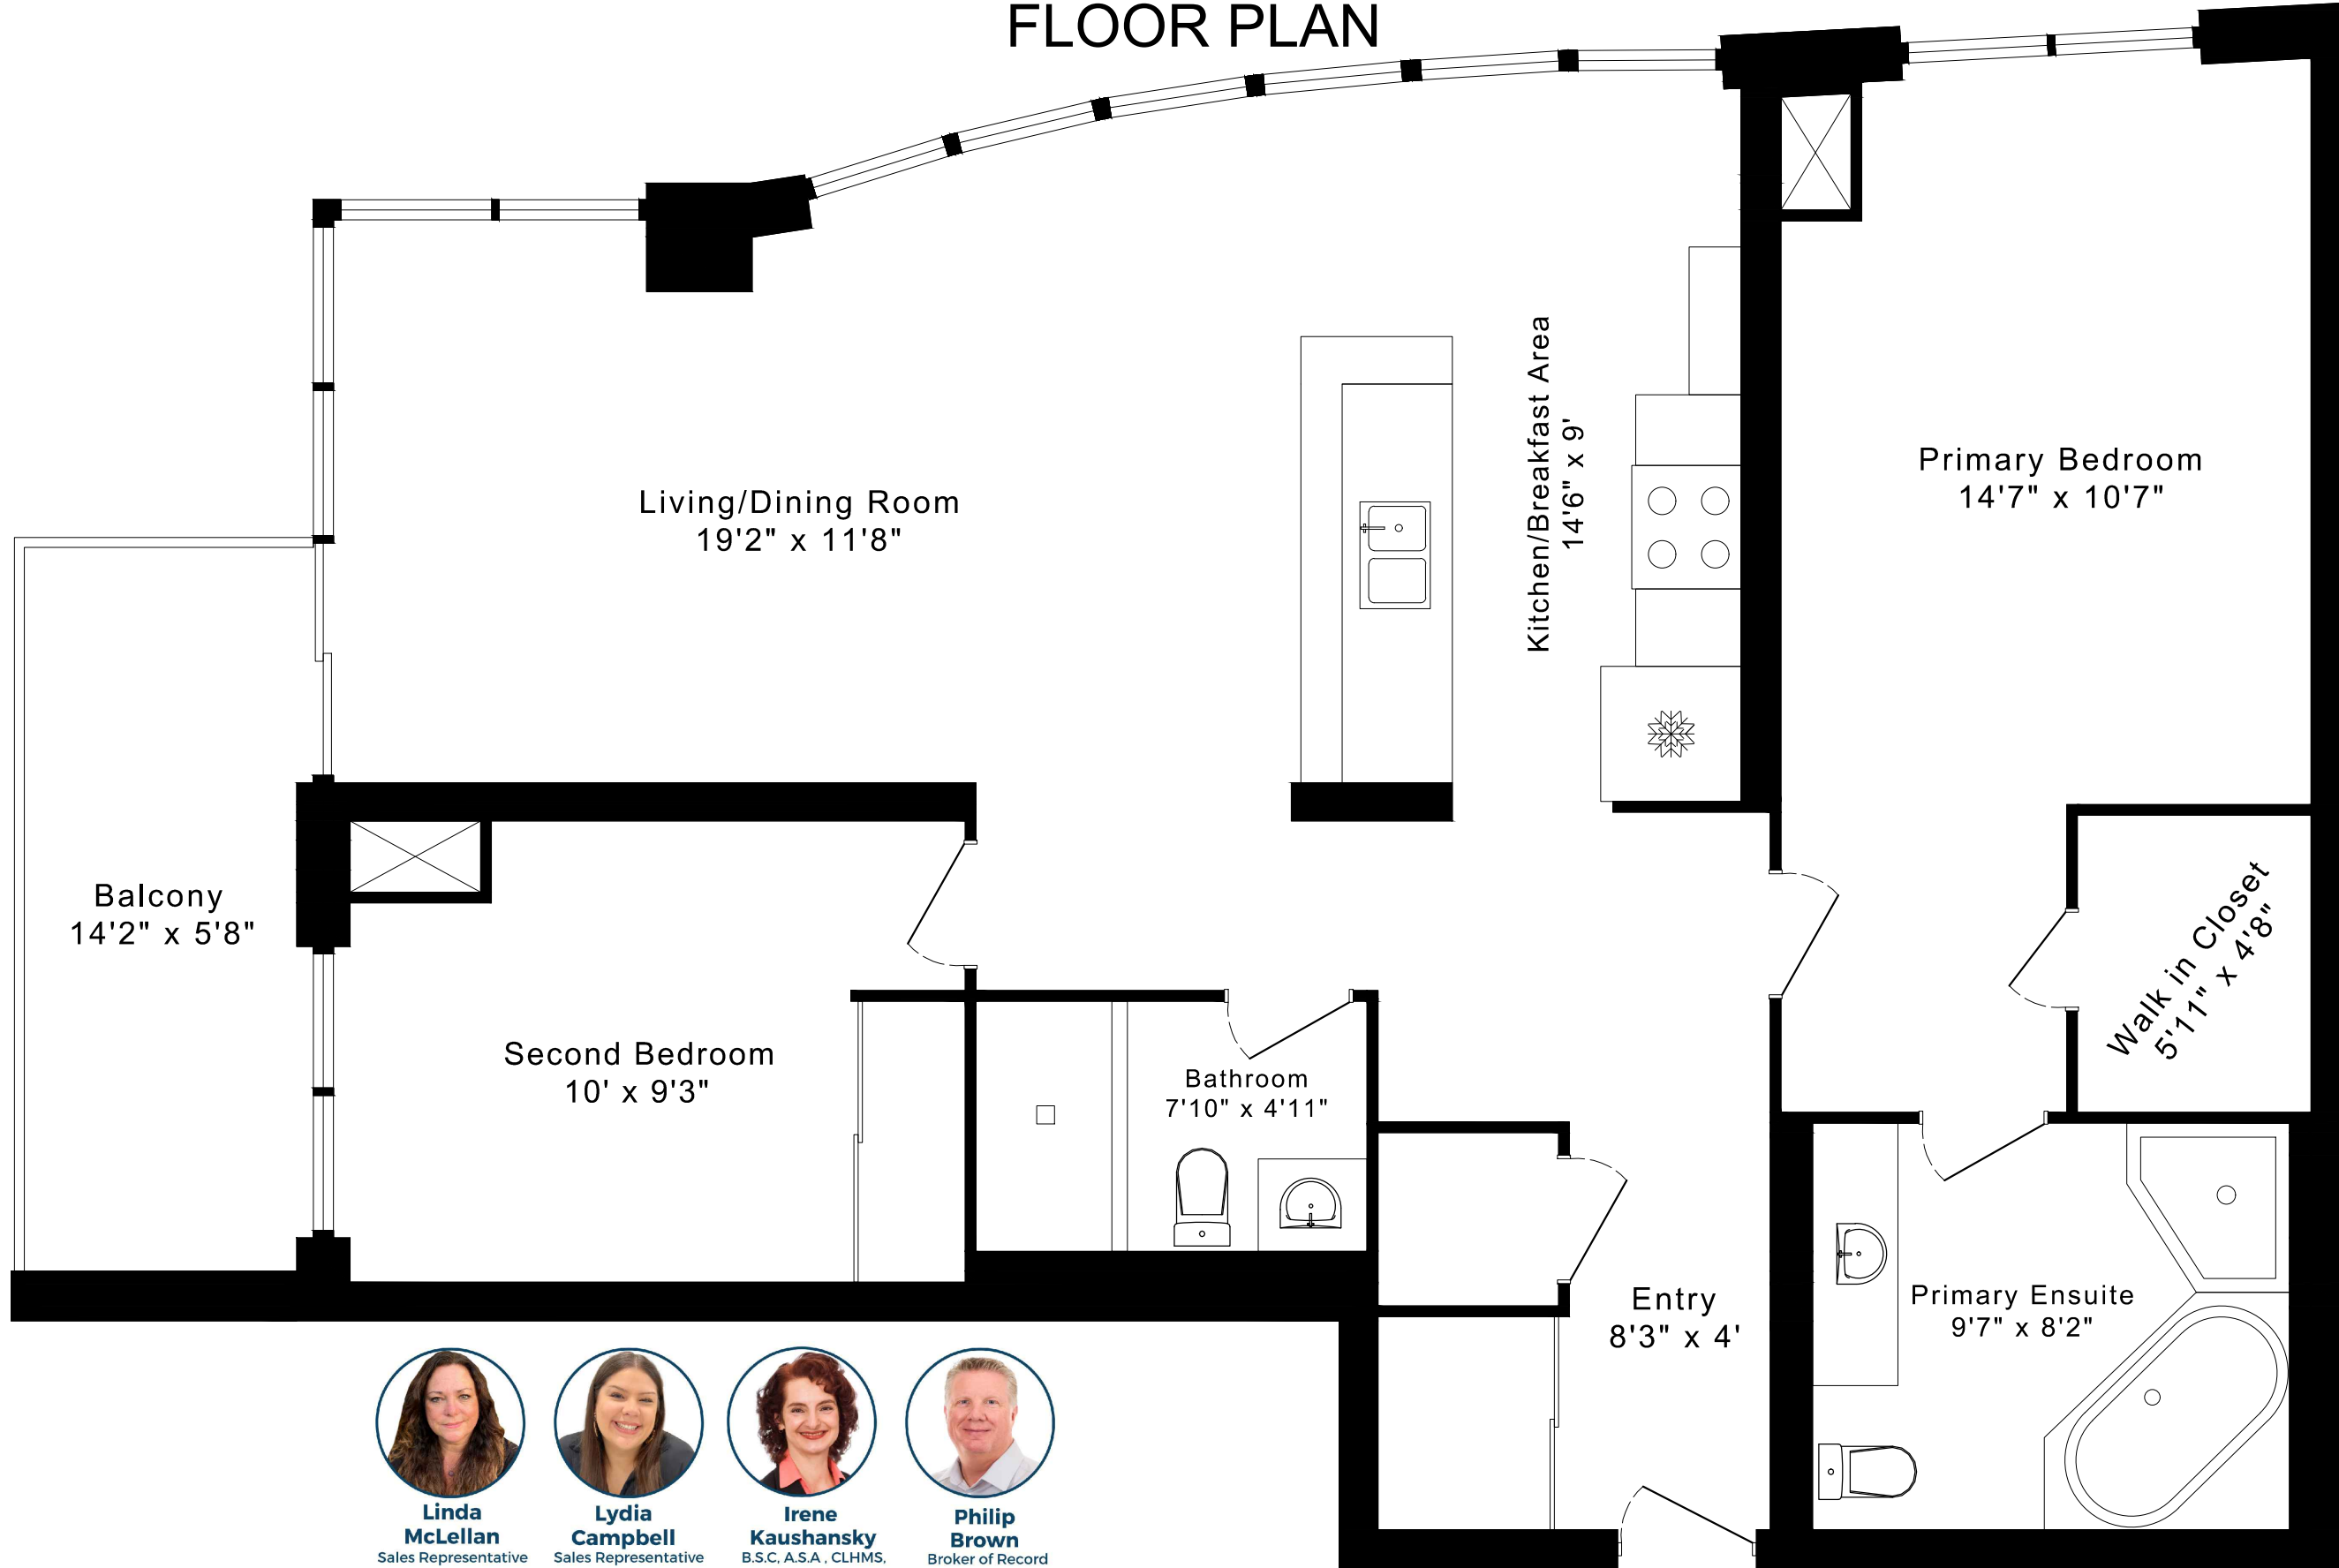 FLOOR PLAN
Living/Dining Room
19'2" x 11'8"
Kitchen/Breakfast Area
14'6" x 9'
Primary Bedroom
14'7" x 10'7"
Balcony
14'2" x 5'8"
Second Bedroom
10' x 9'3"
Bathroom
7'10" x 4'11"
Walk in Closet
5'11" x 4'8"
Entry
8'3" x 4'
Primary Ensuite
9'7" x 8'2"
Linda
McLellan
Sales Representative
Lydia
Campbell
Sales Representative
Irene
Kaushansky
B.S.C, A.S.A , CLHMS,
Philip
Brown
Broker of Record